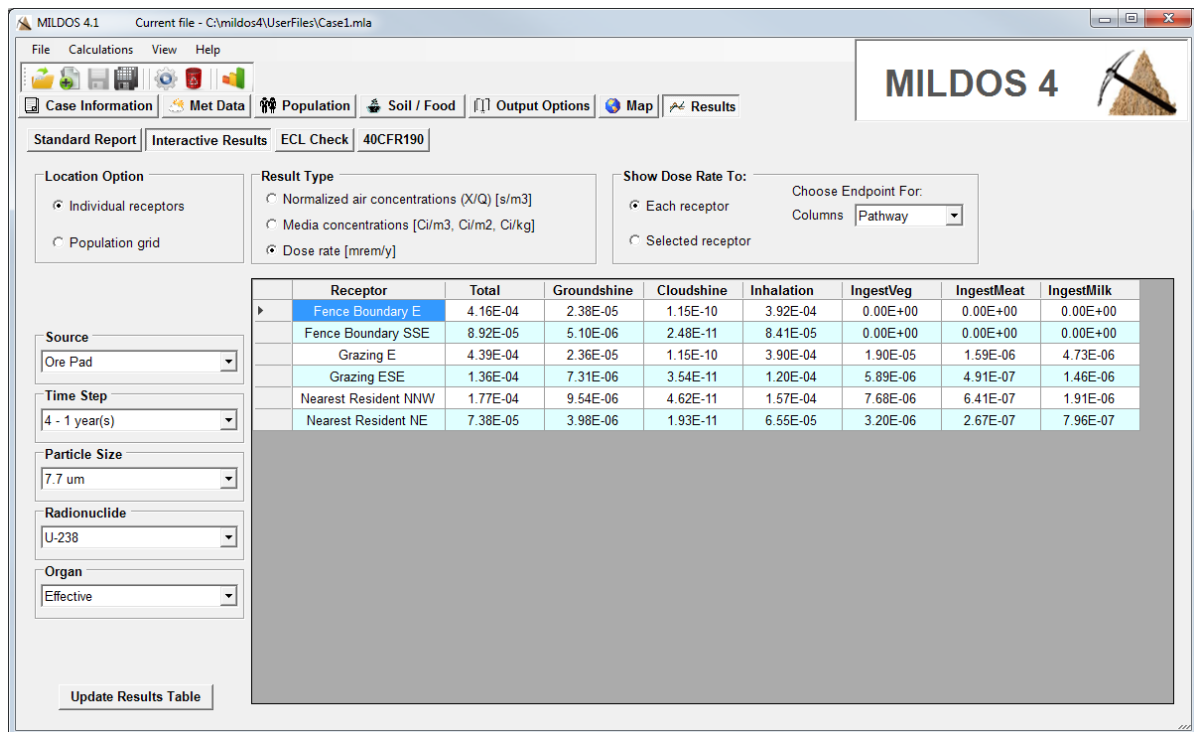 MILDOS 4.1 Current file - C:\mildos4\UserFiles\Case1.mla
File Calculations View Help
MILDOS 4
Case Information Met Data Population Soil / Food Output Options Map Results
Standard Report Interactive Results ECL Check 40CFR190
Location Option
Individual receptors
Population grid
Result Type
Normalized air concentrations (X/Q) [s/m3]
Media concentrations [Ci/m3, Ci/m2, Ci/kg]
Dose rate [mrem/y]
Show Dose Rate To:
Each receptor
Selected receptor
Choose Endpoint For:
Columns Pathway
Source
Ore Pad
Time Step
4 - 1 year(s)
Particle Size
7.7 um
Radionuclide
U-238
Organ
Effective
Update Results Table
Receptor Total Groundshine Cloudshine Inhalation IngestVeg IngestMeat IngestMilk
Fence Boundary E 4.16E-04 2.38E-05 1.15E-10 3.92E-04 0.00E+00 0.00E+00 0.00E+00
Fence Boundary SSE 8.92E-05 5.10E-06 2.48E-11 8.41E-05 0.00E+00 0.00E+00 0.00E+00
Grazing E 4.39E-04 2.36E-05 1.15E-10 3.90E-04 1.90E-05 1.59E-06 4.73E-06
Grazing ESE 1.36E-04 7.31E-06 3.54E-11 1.20E-04 5.89E-06 4.91E-07 1.46E-06
Nearest Resident NNW 1.77E-04 9.54E-06 4.62E-11 1.57E-04 7.68E-06 6.41E-07 1.91E-06
Nearest Resident NE 7.38E-05 3.98E-06 1.93E-11 6.55E-05 3.20E-06 2.67E-07 7.96E-07